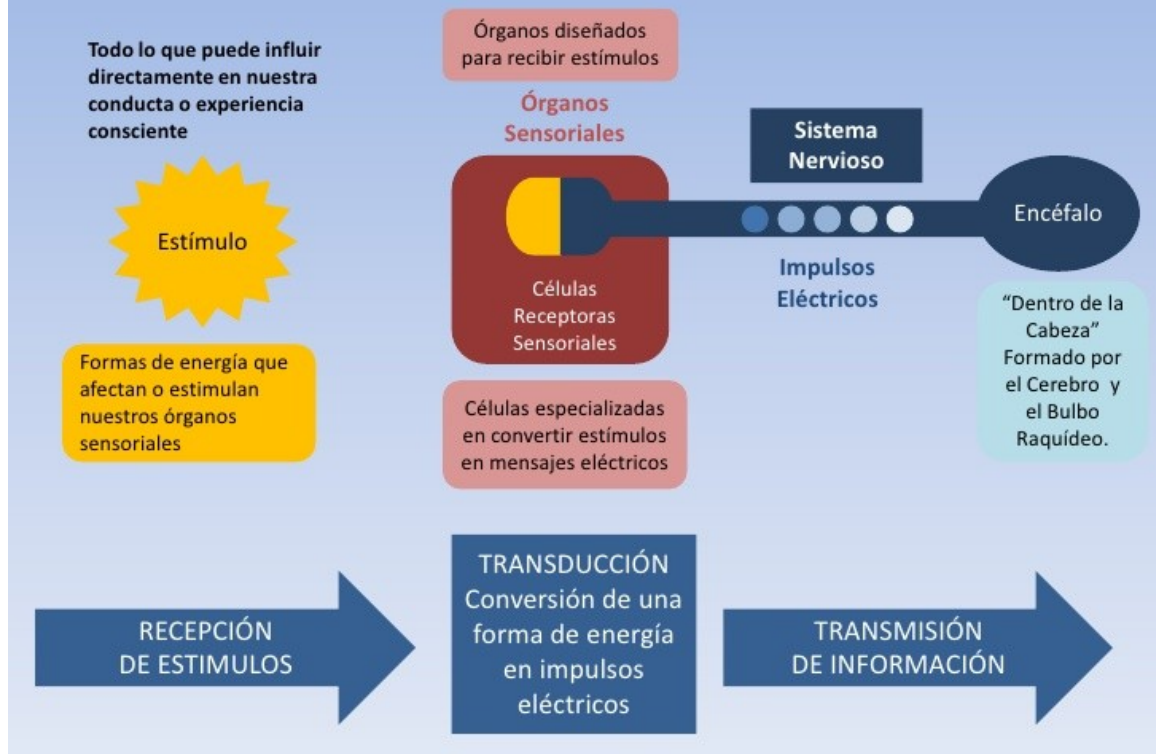 Todo lo que puede influir
directamente en nuestra
conducta o experiencia
consciente
Estímulo
Formas de energía que
afectan o estimulan
nuestros órganos
sensoriales
Órganos diseñados
para recibir estímulos
Órganos
Sensoriales
Células
Receptoras
Sensoriales
Células especializadas
en convertir estímulos
en mensajes eléctricos
Sistema
Nervioso
Impulsos
Eléctricos
Encéfalo
“Dentro de la
Cabeza”
Formado por
el Cerebro y
el Bulbo
Raquídeo.
RECEPCIÓN
DE ESTIMULOS
TRANSDUCCIÓN
Conversión de una
forma de energía
en impulsos
eléctricos
TRANSMISIÓN
DE INFORMACIÓN